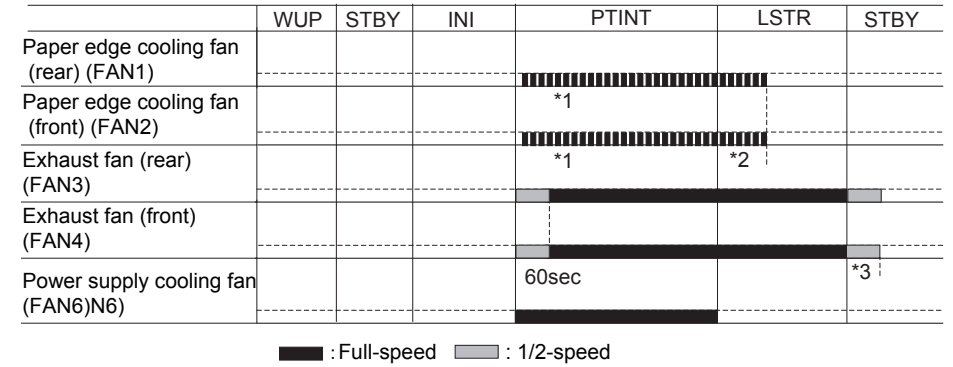 WUP STBY INI PTINT LSTR STBY
Paper edge cooling fan
(rear) (FAN1)
*1
Paper edge cooling fan
(front) (FAN2)
*1 *2
Exhaust fan (rear)
(FAN3)
Exhaust fan (front)
(FAN4)
60sec *3
Power supply cooling fan
(FAN6)N6)
: Full-speed : 1/2-speed